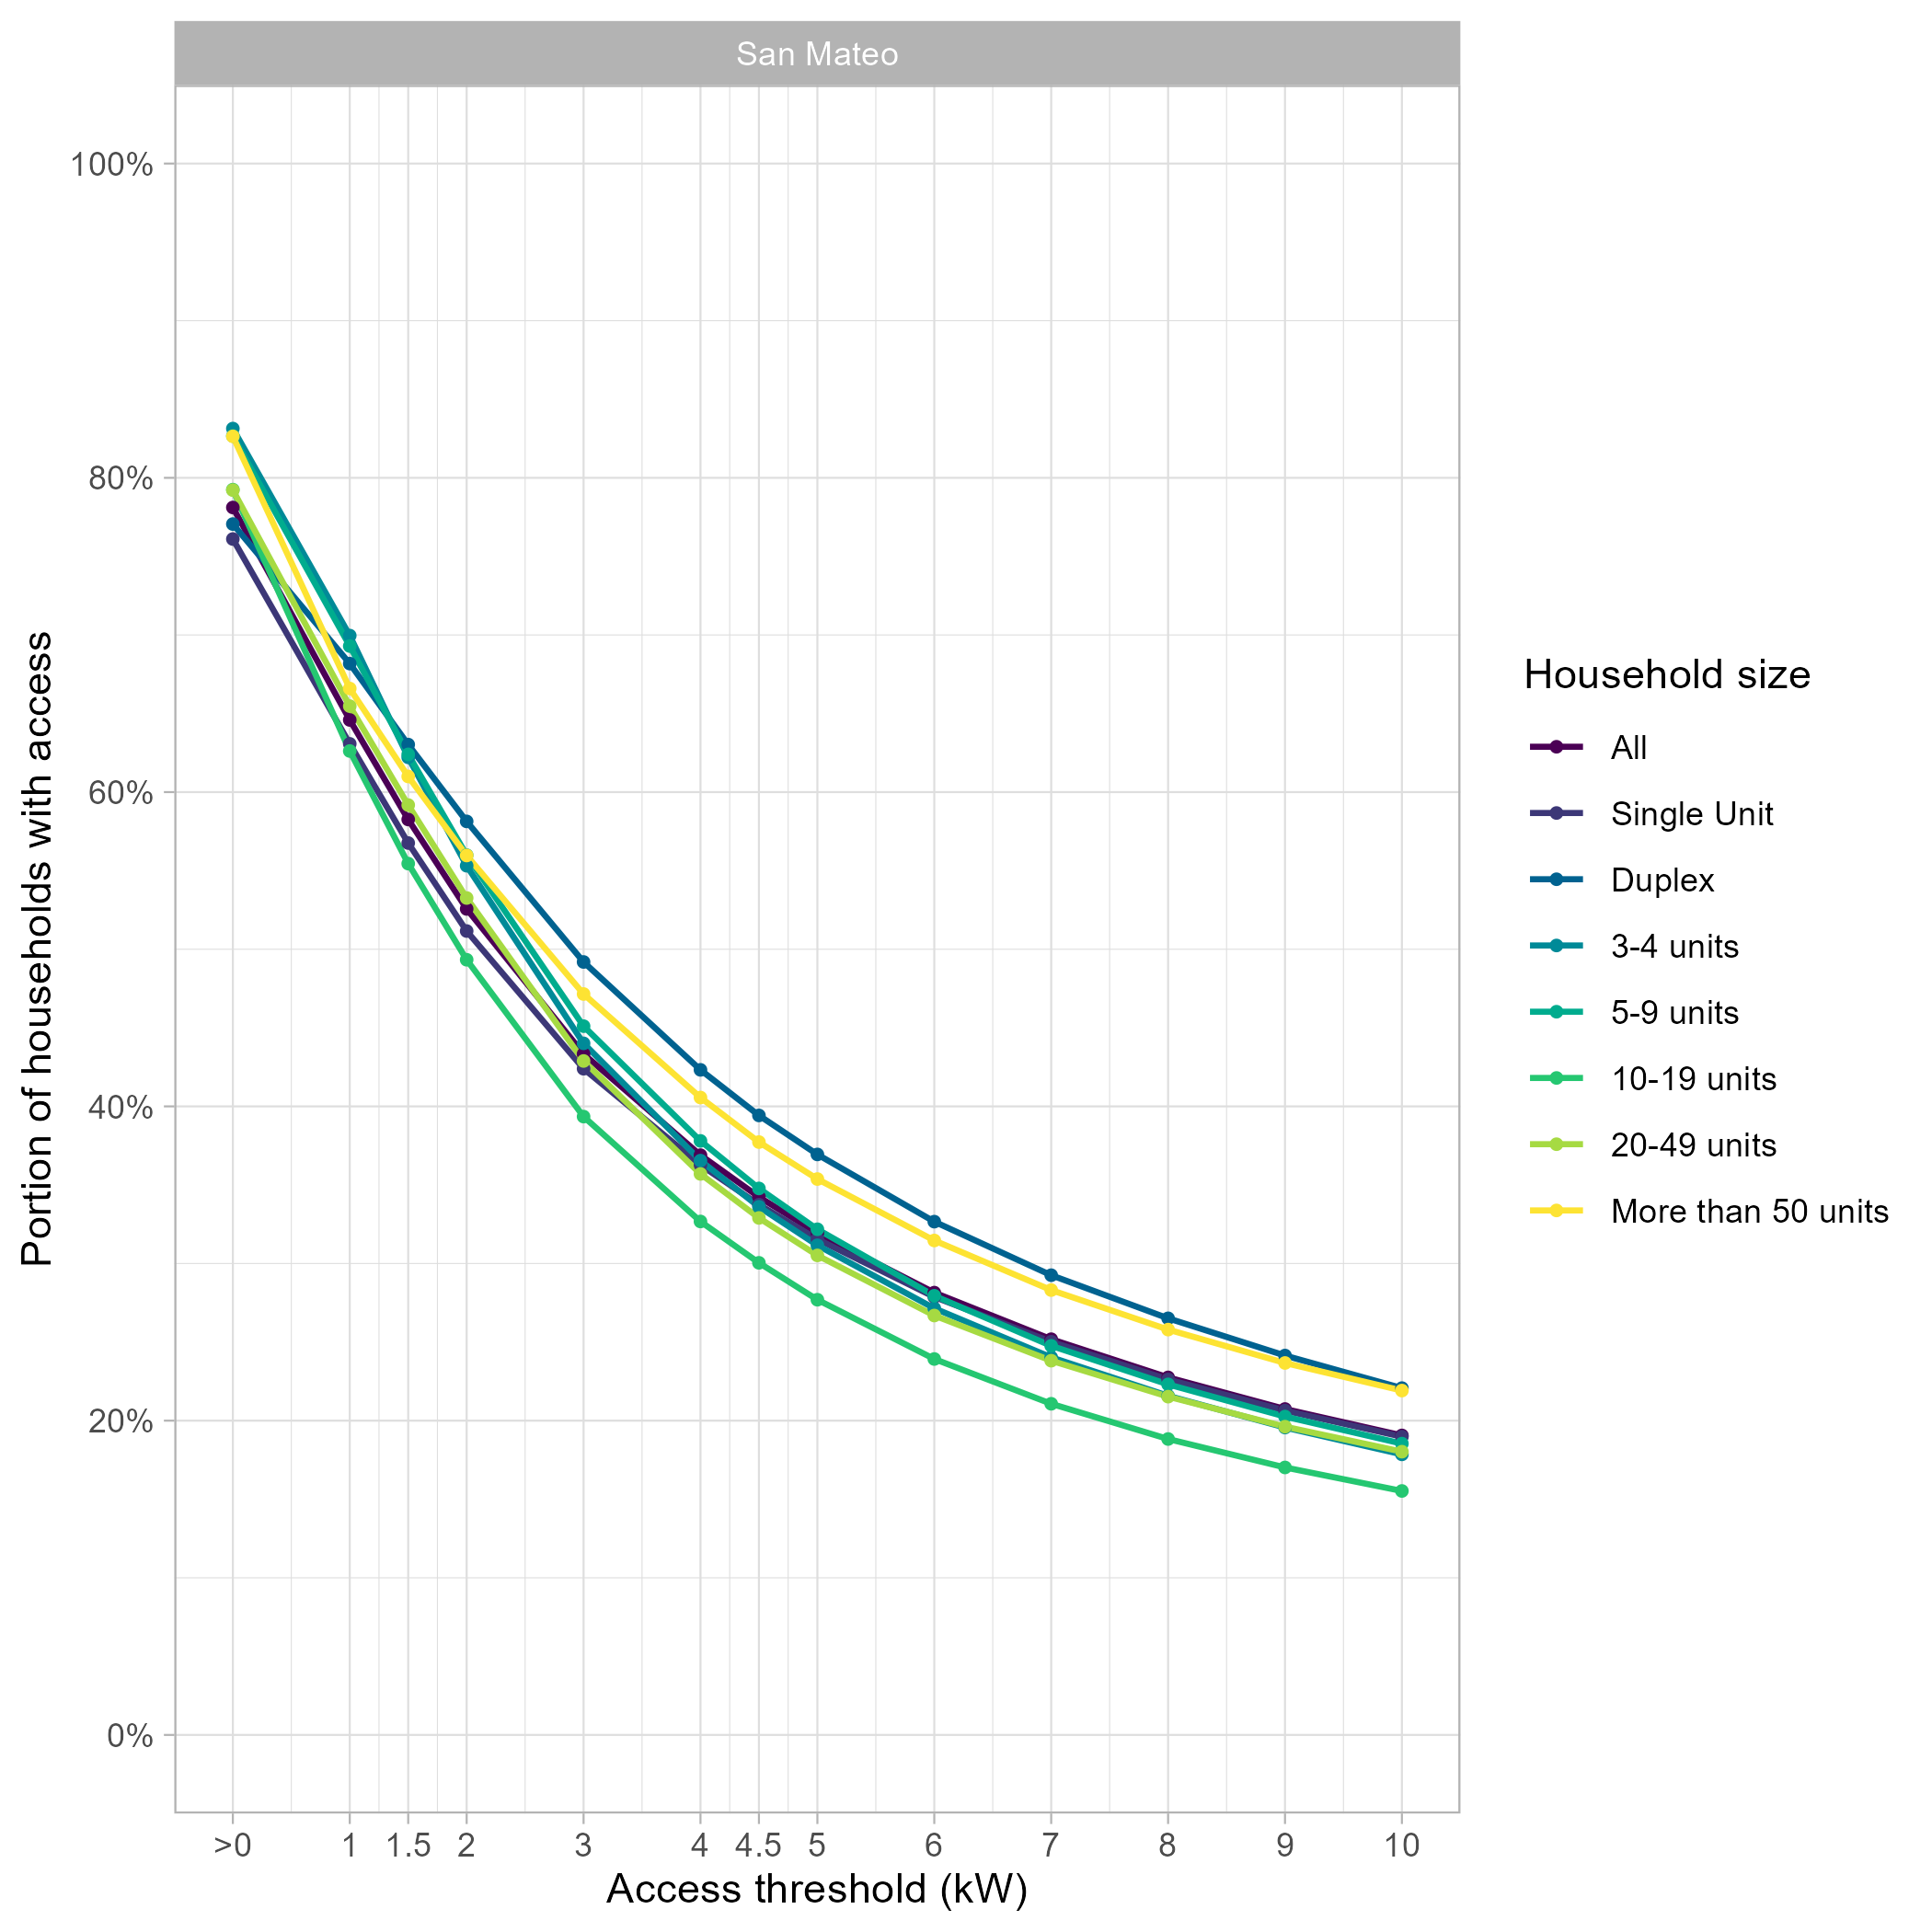 San Mateo
100%
80%
60%
40%
20%
0%
Portion of households with access
>0 1 1.5 2 3 4 4.5 5 6 7 8 9 10
Access threshold (kW)
Household size
All
Single Unit
Duplex
3-4 units
5-9 units
10-19 units
20-49 units
More than 50 units